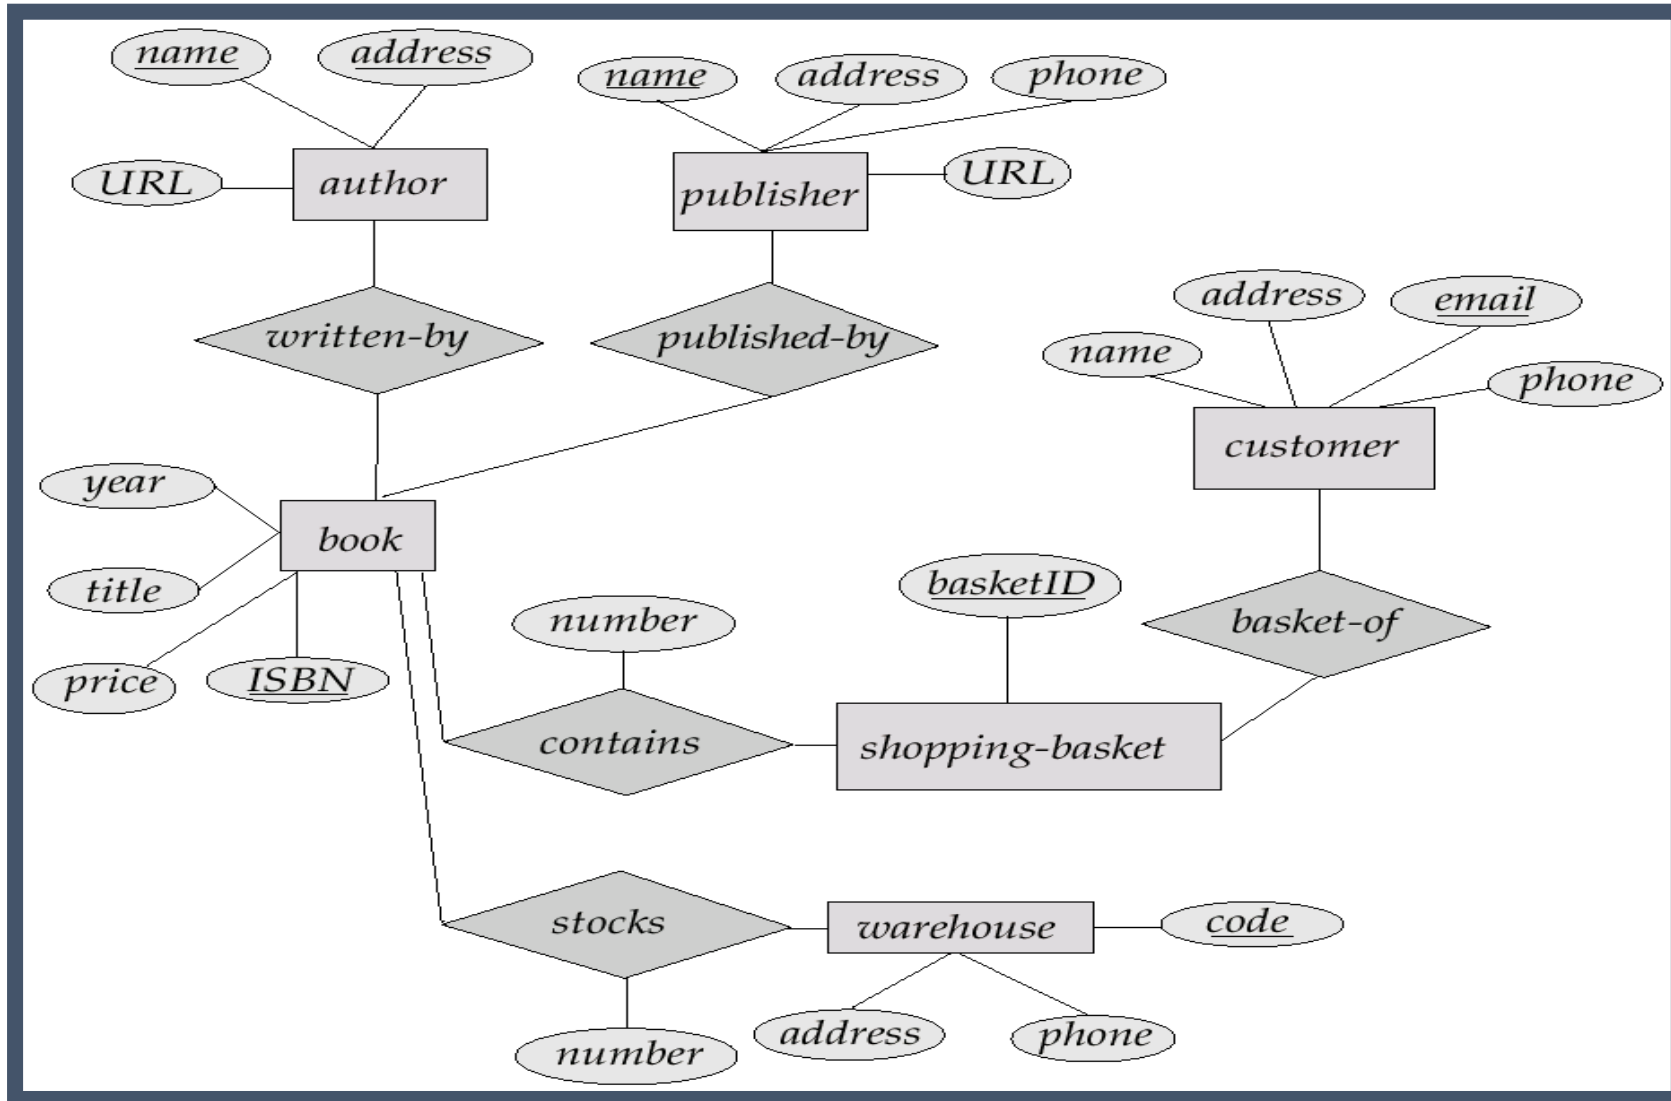 name
address
name
address
phone
URL
author
publisher
URL
written-by
published-by
address
email
name
phone
customer
year
book
title
price
ISBN
number
basketID
basket-of
contains
shopping-basket
stocks
warehouse
code
number
address
phone